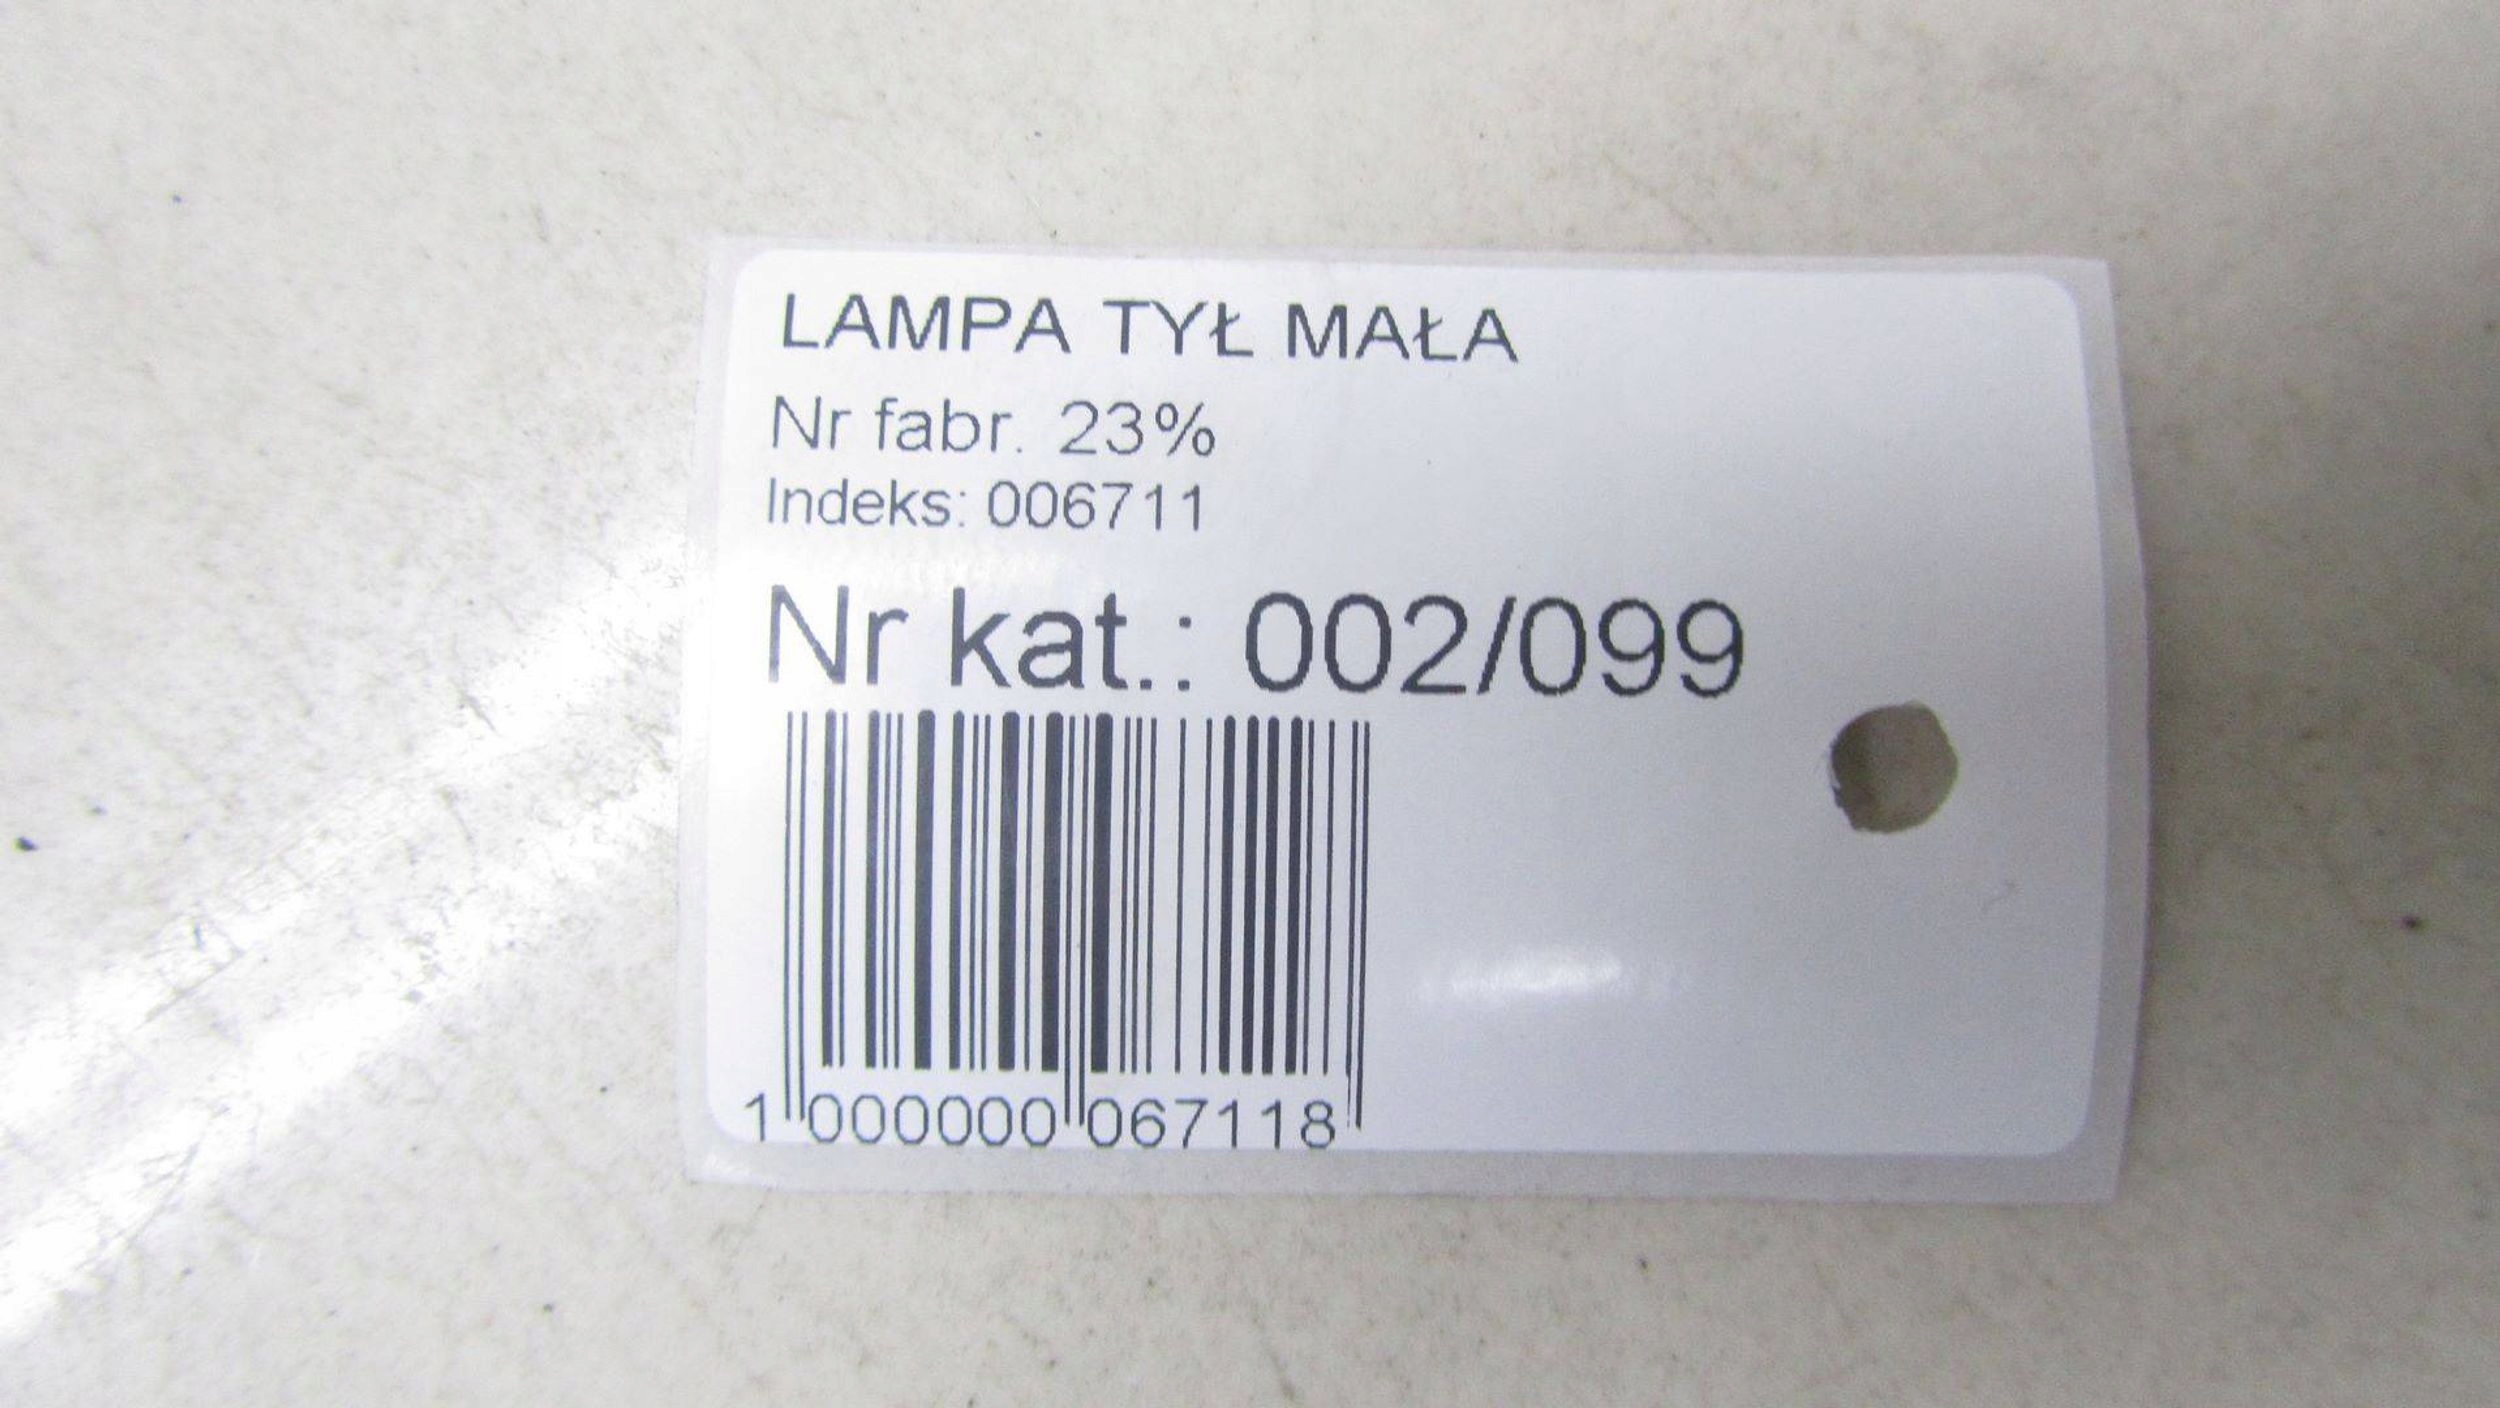 LAMPA TYŁ MAŁA
Nr fabr. 23%
Indeks: 006711
Nr kat.: 002/099
1 000000 067118